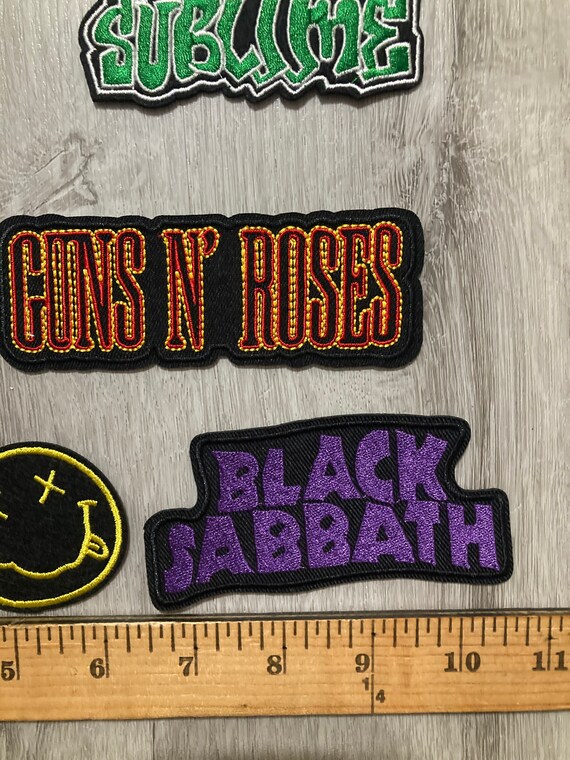 SUBLIME
GUNS N' ROSES
BLACK
SABBATH
5 6 7 8 9 10 11
1
4